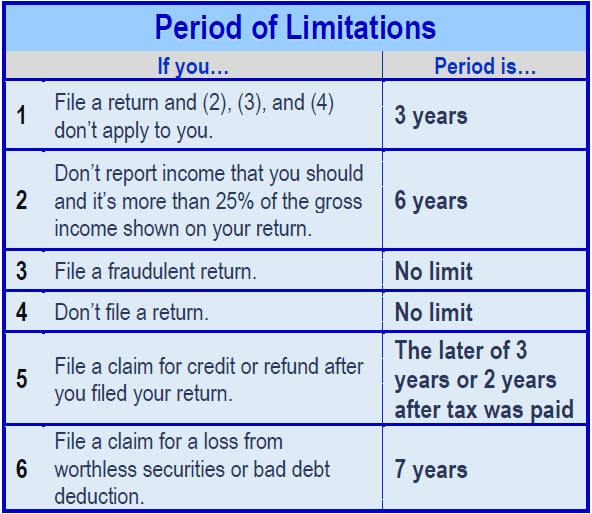 Period of Limitations
If you…
Period is…
1
File a return and (2), (3), and (4)
don’t apply to you.
3 years
2
Don’t report income that you should
and it’s more than 25% of the gross
income shown on your return.
6 years
3
File a fraudulent return.
No limit
4
Don’t file a return.
No limit
5
File a claim for credit or refund after
you filed your return.
The later of 3
years or 2 years
after tax was paid
6
File a claim for a loss from
worthless securities or bad debt
deduction.
7 years